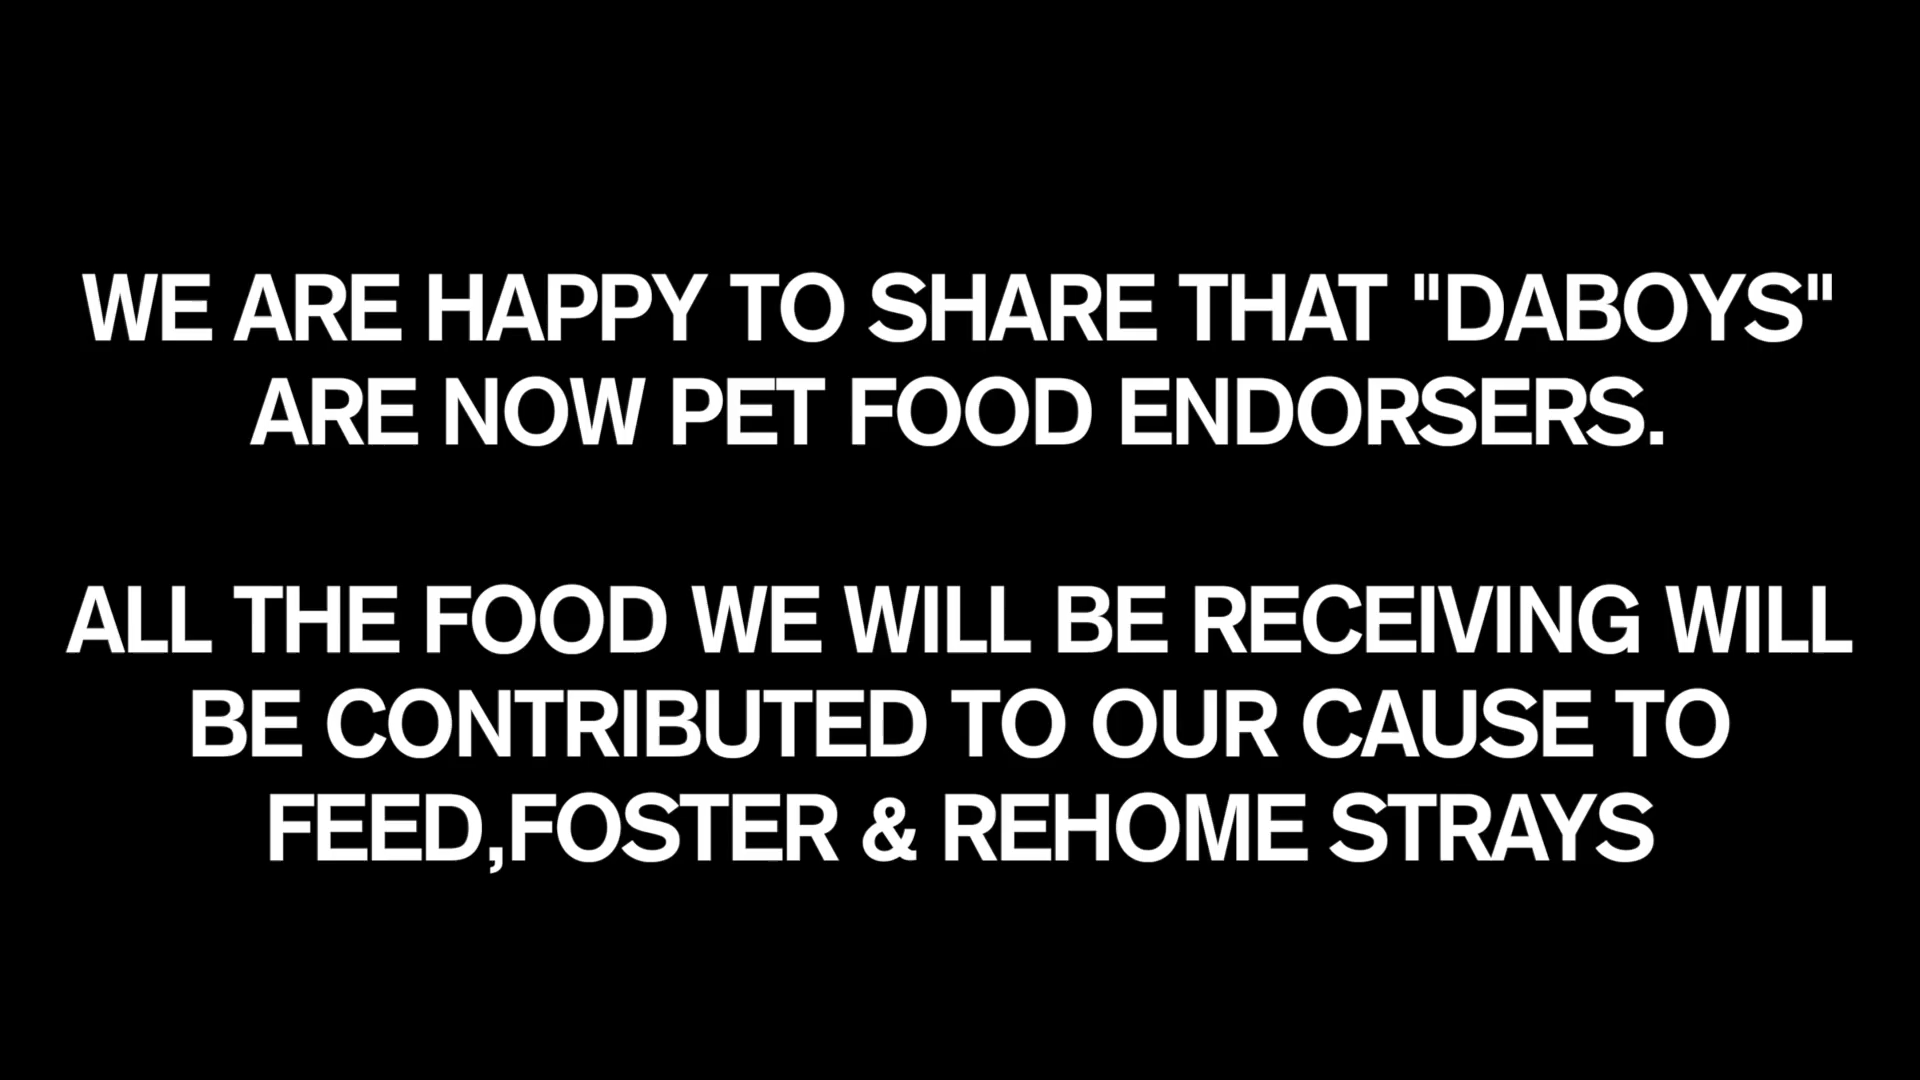 WE ARE HAPPY TO SHARE THAT "DABOYS"
ARE NOW PET FOOD ENDORSERS.
ALL THE FOOD WE WILL BE RECEIVING WILL
BE CONTRIBUTED TO OUR CAUSE TO
FEED,FOSTER & REHOME STRAYS